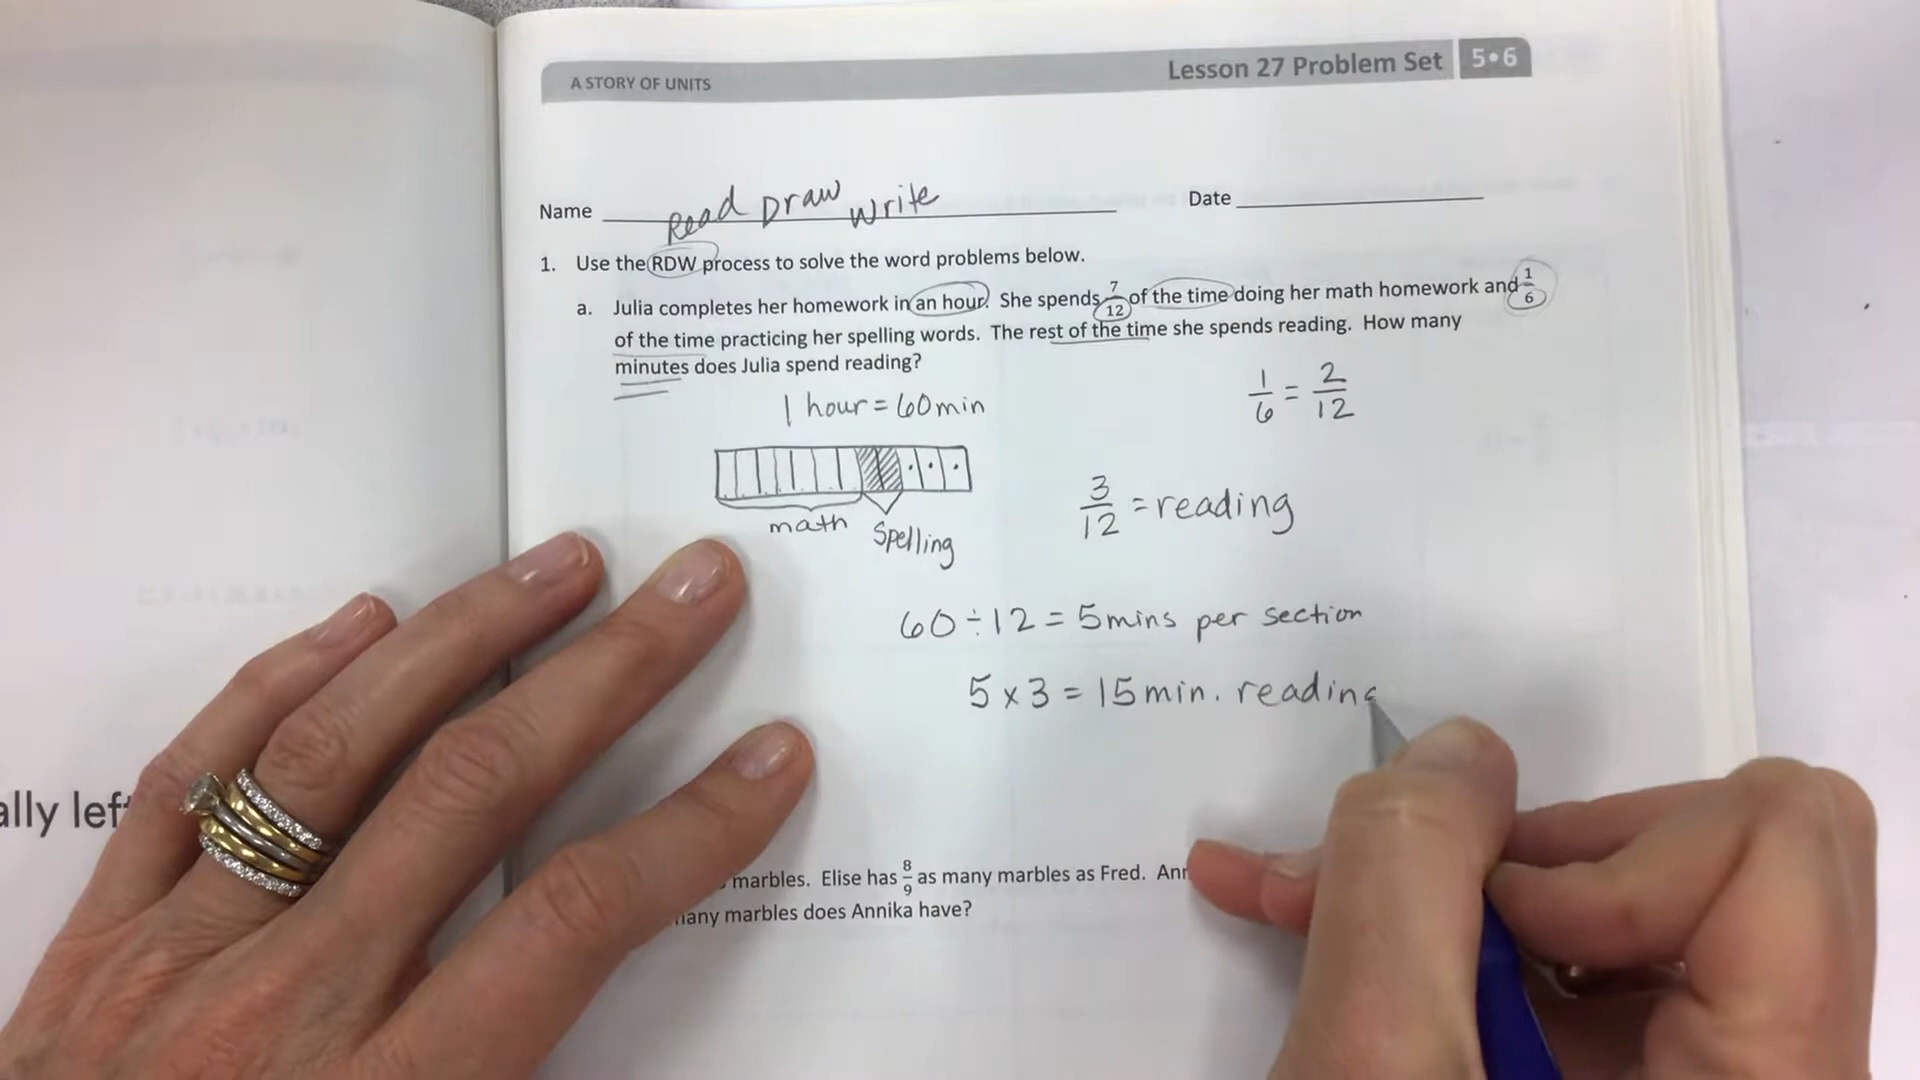 A STORY OF UNITS
Lesson 27 Problem Set 5•6
Name Read Draw Write Date
1. Use the RDW process to solve the word problems below.
a. Julia completes her homework in an hour. She spends 7/12 of the time doing her math homework and 1/6
of the time practicing her spelling words. The rest of the time she spends reading. How many
minutes does Julia spend reading?
1 hour = 60 min
1/6 = 2/12
math Spelling
3/12 = reading
60 ÷ 12 = 5 mins per section
5 x 3 = 15 min. reading
marbles. Elise has 8/9 as many marbles as Fred.
marbles does Annika have?